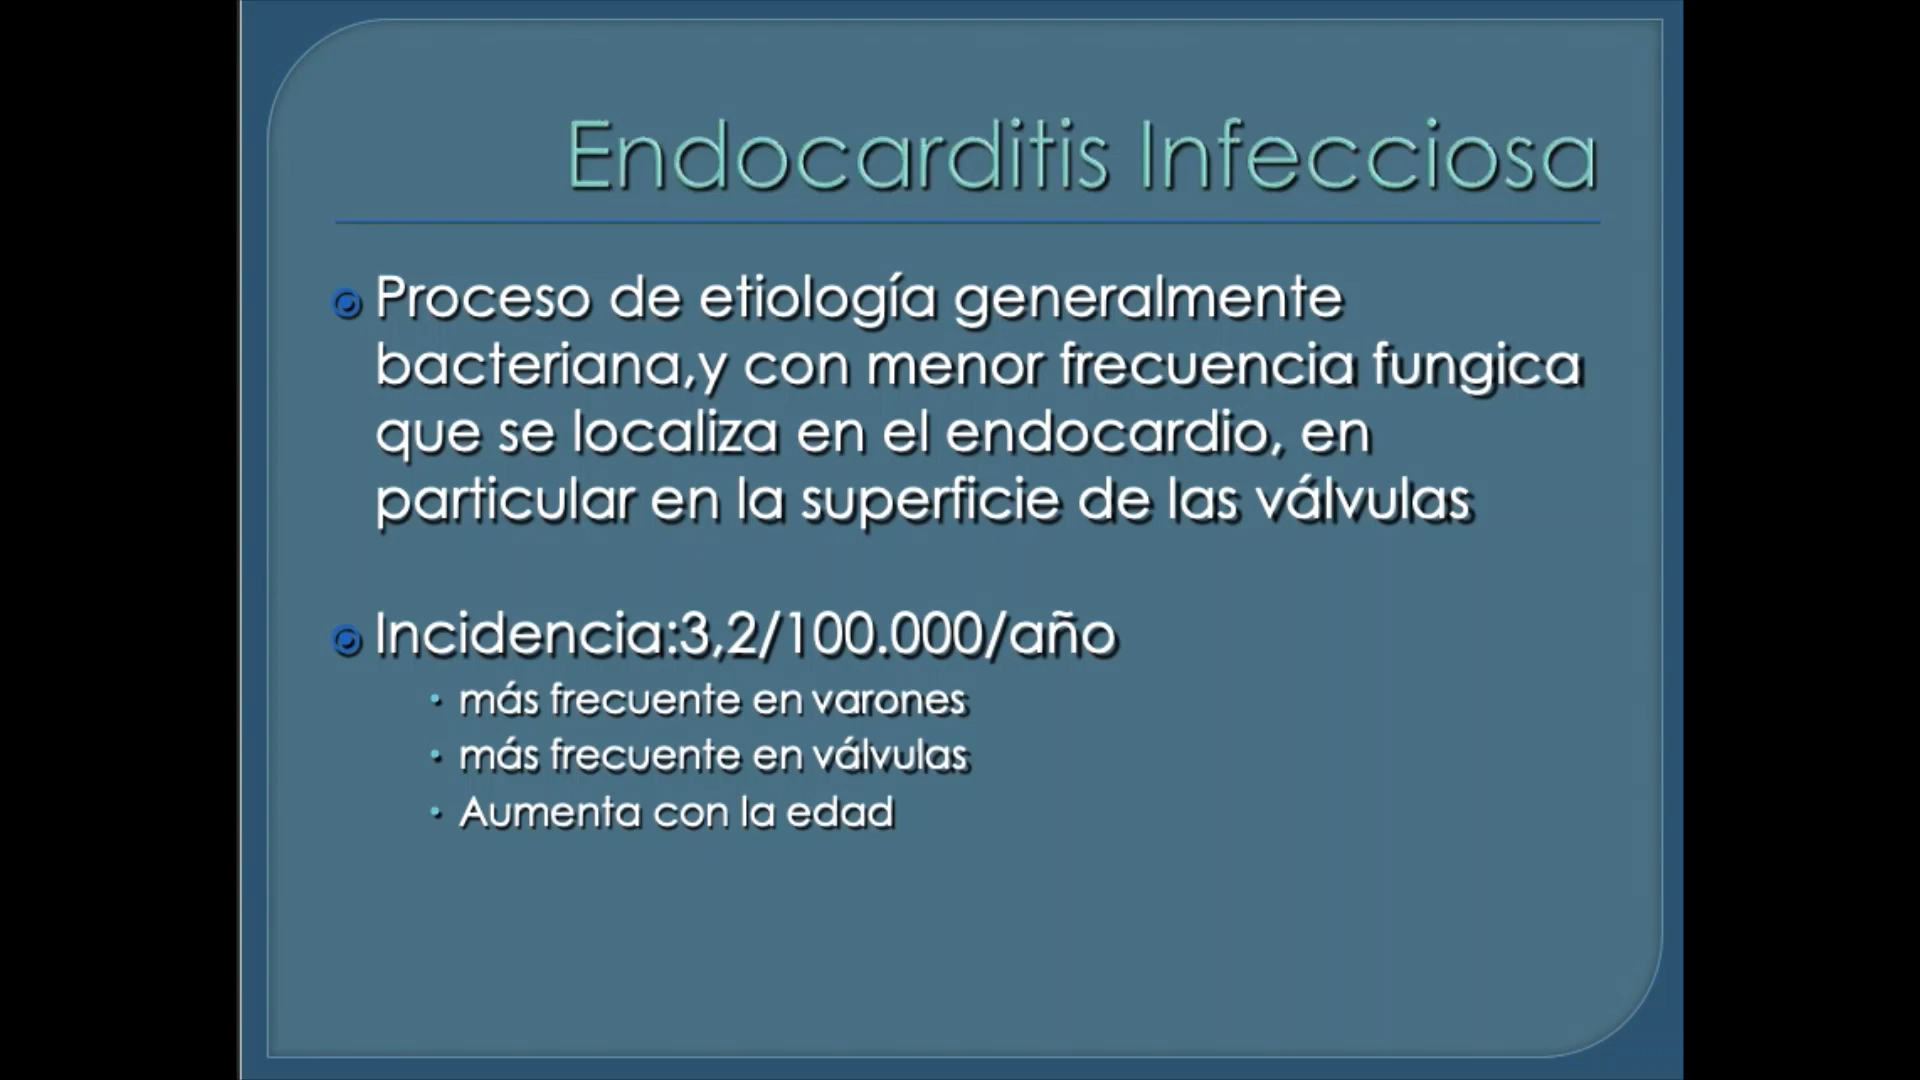 Endocarditis Infecciosa
Proceso de etiología generalmente
bacteriana,y con menor frecuencia fungica
que se localiza en el endocardio, en
particular en la superficie de las válvulas
Incidencia:3,2/100.000/año
más frecuente en varones
más frecuente en válvulas
Aumenta con la edad